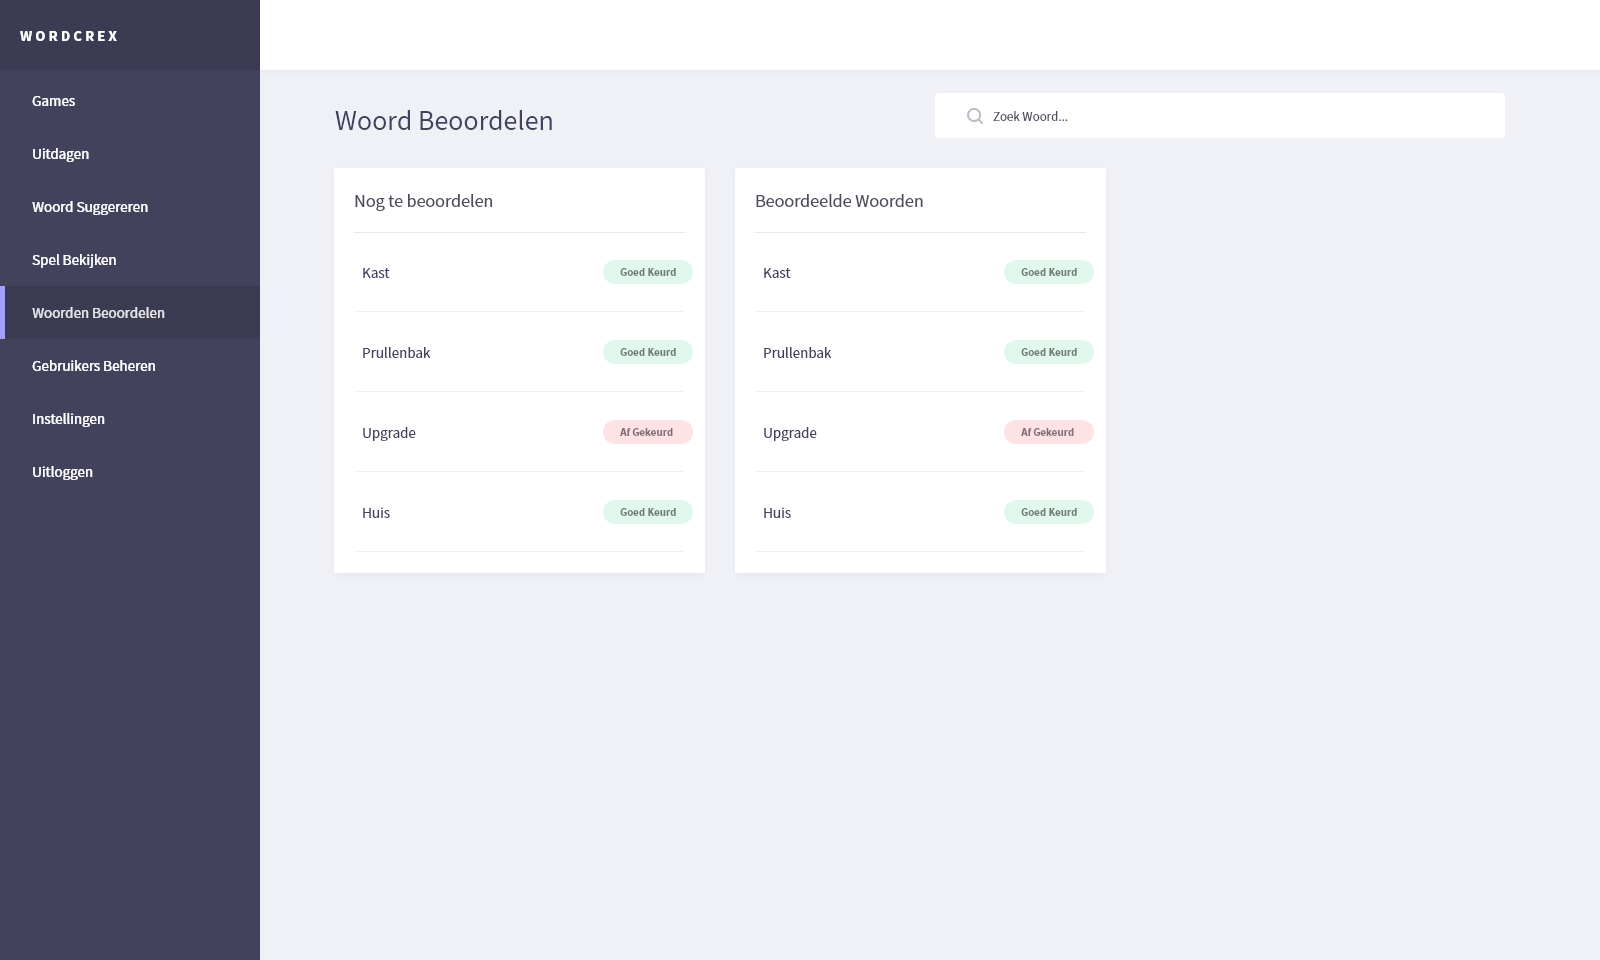 WORDCREX
Games
Uitdagen
Woord Suggereren
Spel Bekijken
Woorden Beoordelen
Gebruikers Beheren
Instellingen
Uitloggen
Woord Beoordelen
Zoek Woord...
Nog te beoordelen
Kast Goed Keurd
Prullenbak Goed Keurd
Upgrade Af Gekeurd
Huis Goed Keurd
Beoordeelde Woorden
Kast Goed Keurd
Prullenbak Goed Keurd
Upgrade Af Gekeurd
Huis Goed Keurd